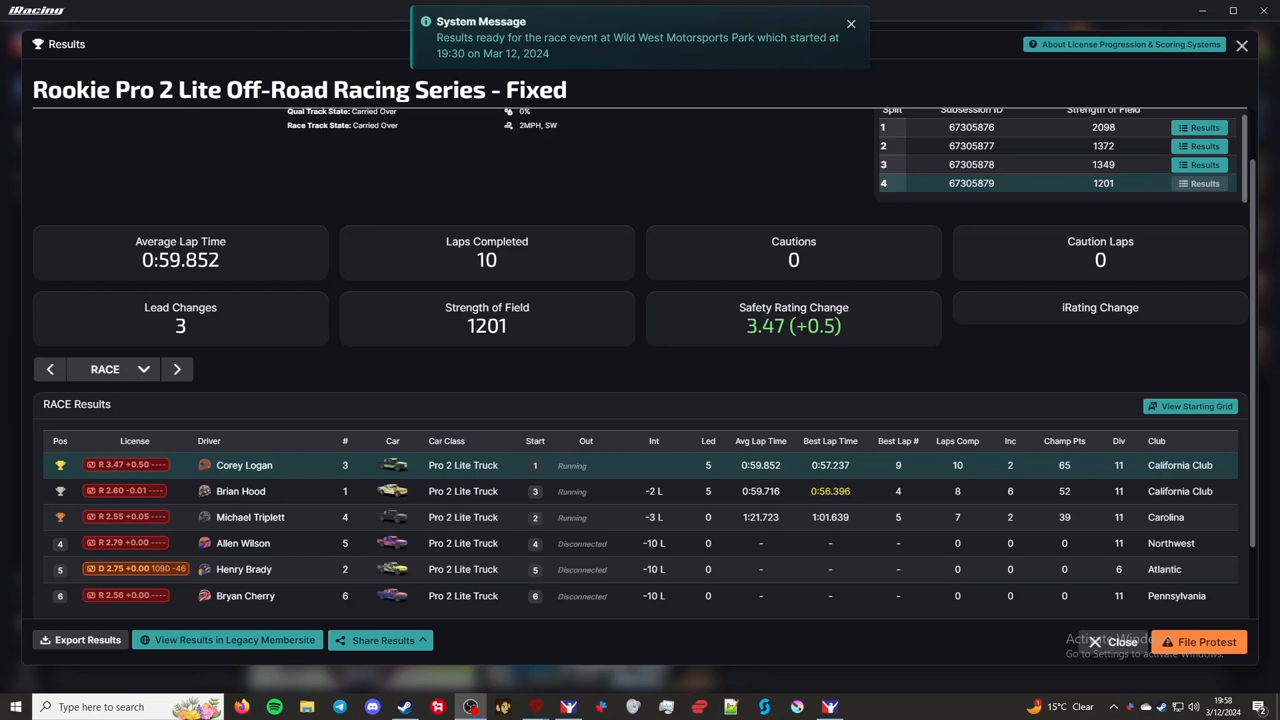 iRacing
System Message
Results ready for the race event at Wild West Motorsports Park which started at
19:30 on Mar 12, 2024
Results
About License Progression & Scoring Systems
Rookie Pro 2 Lite Off-Road Racing Series - Fixed
Qual Track State: Carried Over 0%
Race Track State: Carried Over 2MPH, SW
Split Subsession ID Strength of Field
1 67305876 2098 Results
2 67305877 1372 Results
3 67305878 1349 Results
4 67305879 1201 Results
Average Lap Time
0:59.852
Laps Completed
10
Cautions
0
Caution Laps
0
Lead Changes
3
Strength of Field
1201
Safety Rating Change
3.47 (+0.5)
iRating Change
RACE
RACE Results
View Starting Grid
Pos License Driver # Car Car Class Start Out Int Led Avg Lap Time Best Lap Time Best Lap # Laps Comp Inc Champ Pts Div Club
R 3.47 +0.50 ---- Corey Logan 3 Pro 2 Lite Truck 1 Running 5 0:59.852 0:57.237 9 10 2 65 11 California Club
R 2.60 -0.01 ---- Brian Hood 1 Pro 2 Lite Truck 3 Running -2 L 5 0:59.716 0:56.396 4 8 6 52 11 California Club
R 2.55 +0.05 ---- Michael Triplett 4 Pro 2 Lite Truck 2 Running -3 L 0 1:21.723 1:01.639 5 7 2 39 11 Carolina
4 R 2.79 +0.00 ---- Allen Wilson 5 Pro 2 Lite Truck 4 Disconnected -10 L 0 - - - 0 0 0 11 Northwest
5 D 2.75 +0.00 1090 -46 Henry Brady 2 Pro 2 Lite Truck 5 Disconnected -10 L 0 - - - 0 0 0 6 Atlantic
6 R 2.56 +0.00 ---- Bryan Cherry 6 Pro 2 Lite Truck 6 Disconnected -10 L 0 - - - 0 0 0 11 Pennsylvania
Export Results
View Results in Legacy Membersite
Share Results
Close
File Protest
Activate Windows
Go to Settings to activate Windows.
Type here to search
15°C Clear
19:58
3/12/2024